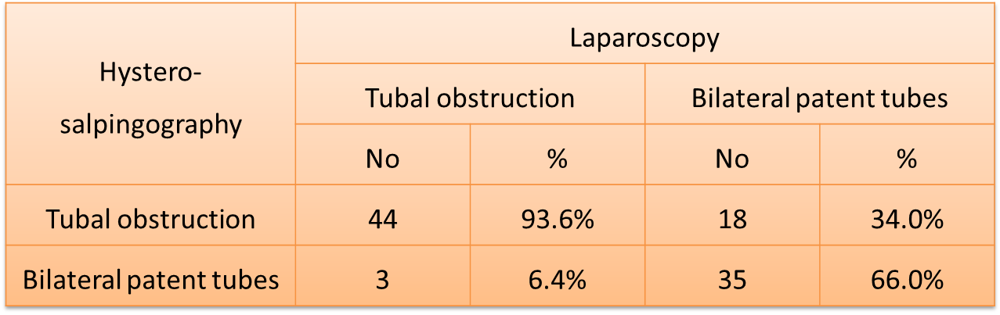 Hystero-
salpingography
Laparoscopy
Tubal obstruction
Bilateral patent tubes
No
%
No
%
Tubal obstruction
44
93.6%
18
34.0%
Bilateral patent tubes
3
6.4%
35
66.0%